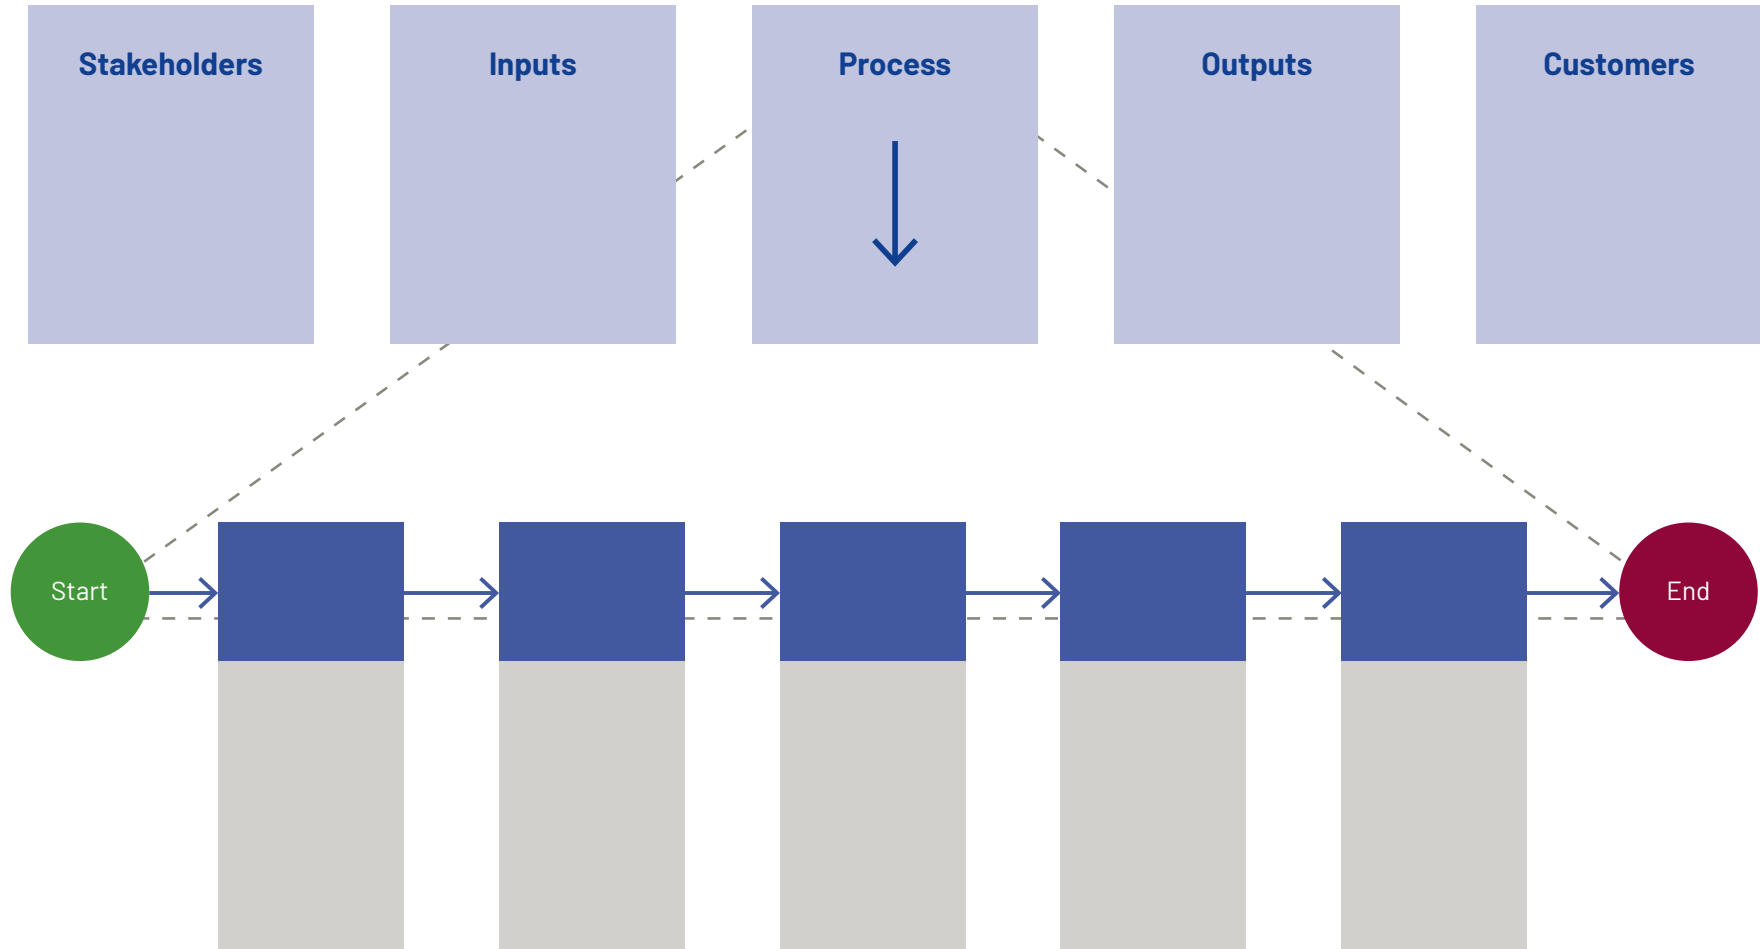 Stakeholders
Inputs
Process
Outputs
Customers
Start
End